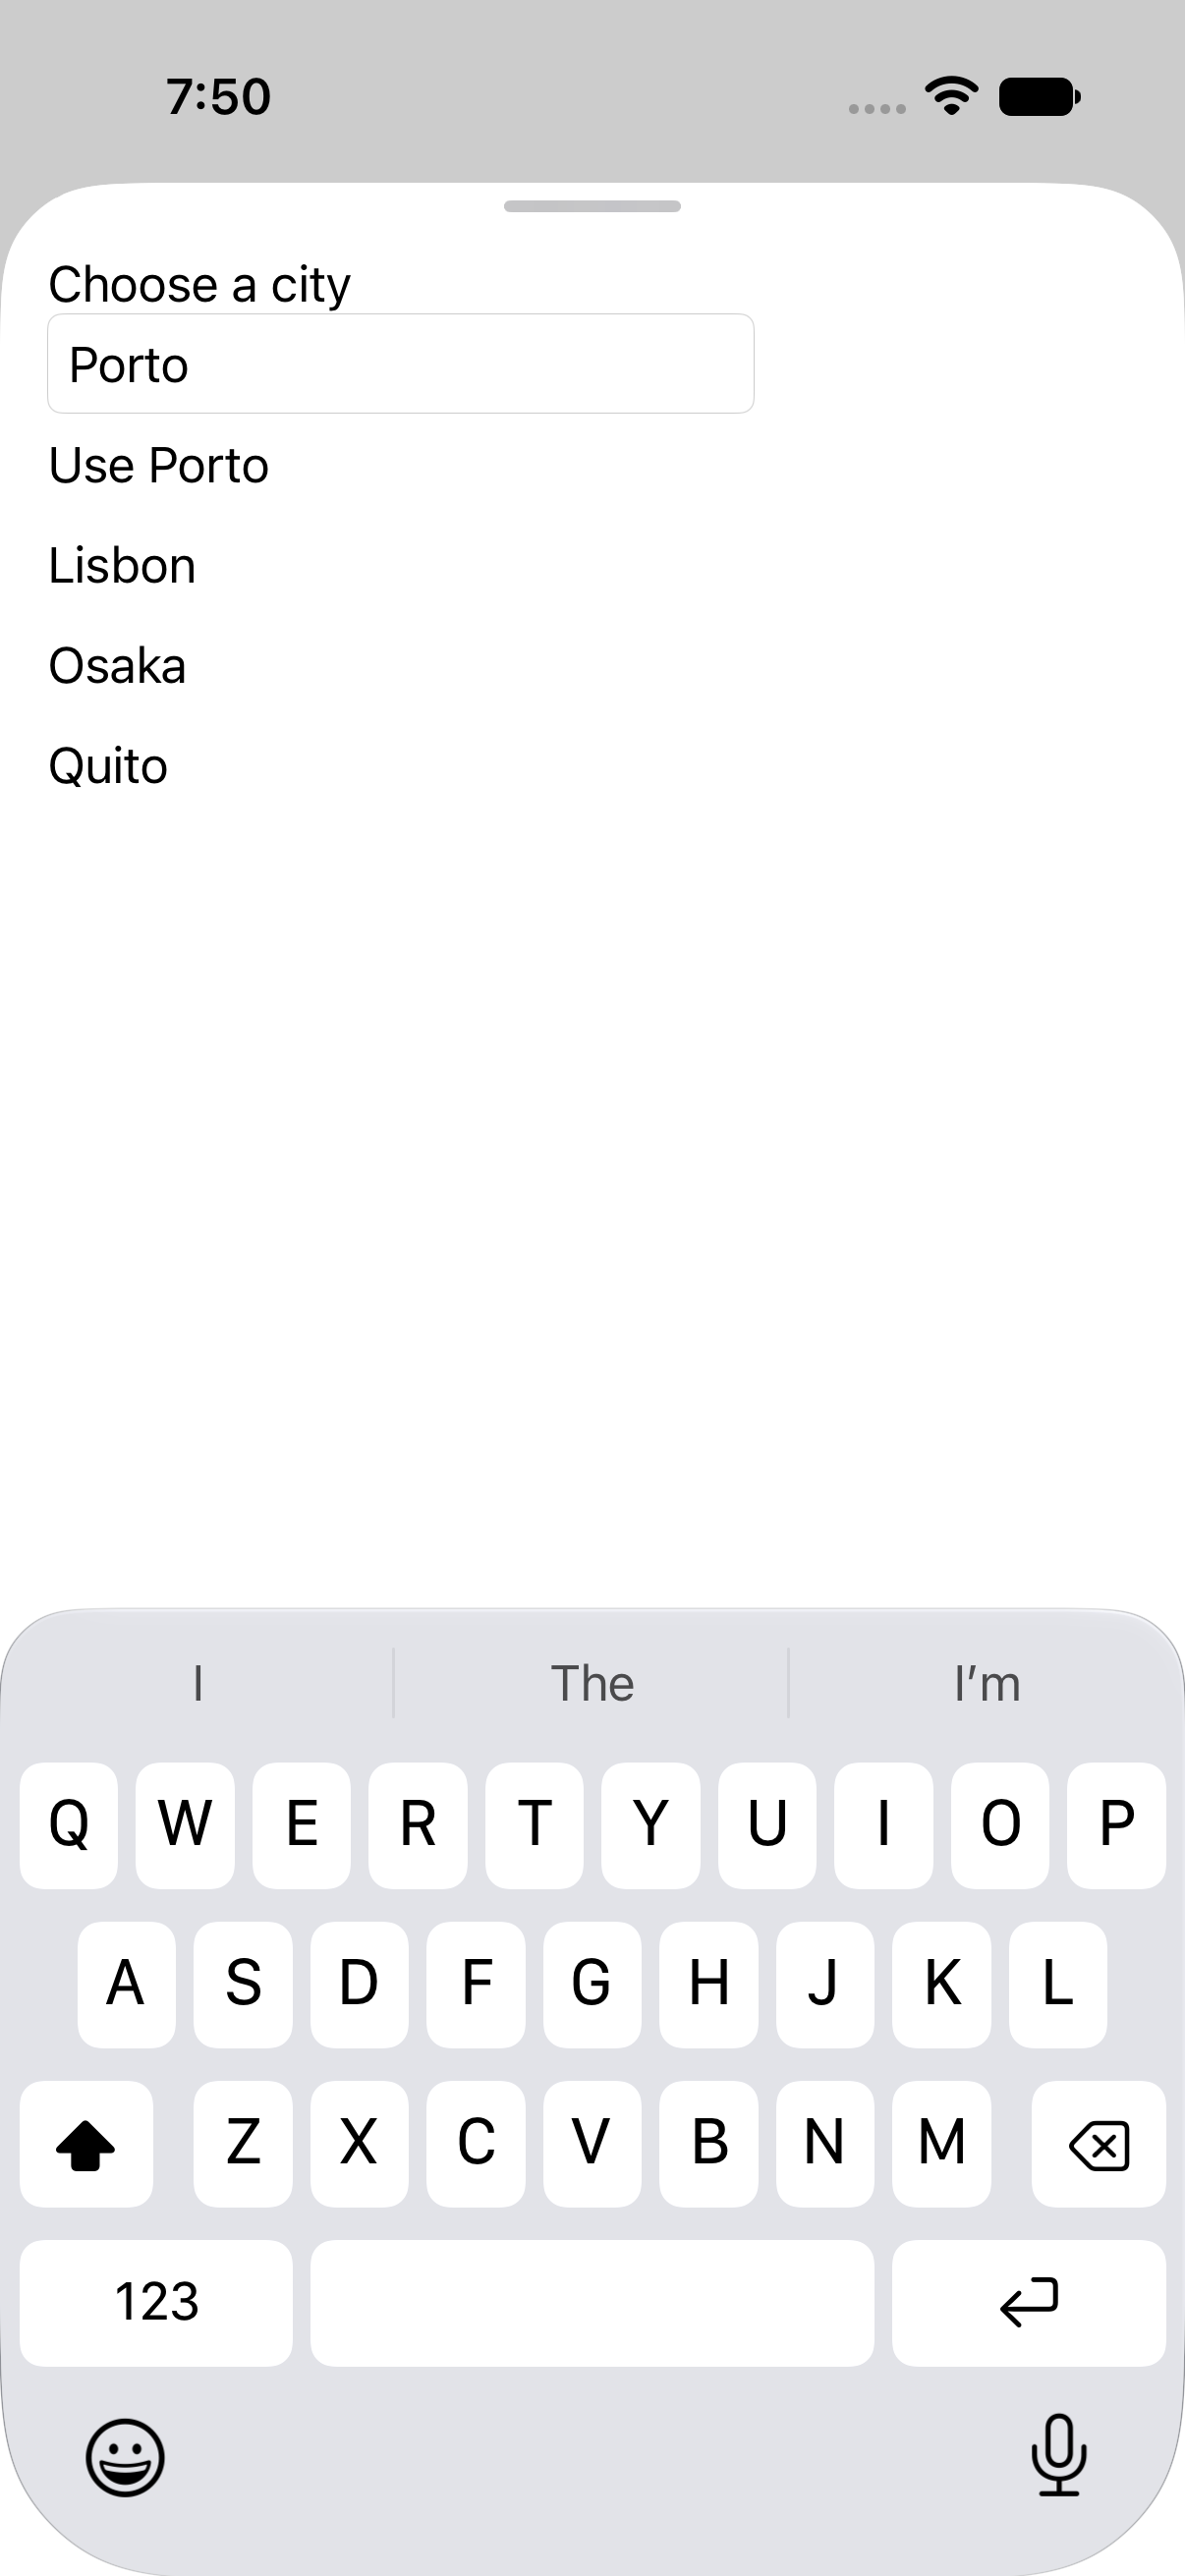 7:50
Choose a city
Porto
Use Porto
Lisbon
Osaka
Quito
I The I’m
Q W E R T Y U I O P
A S D F G H J K L
Z X C V B N M
123